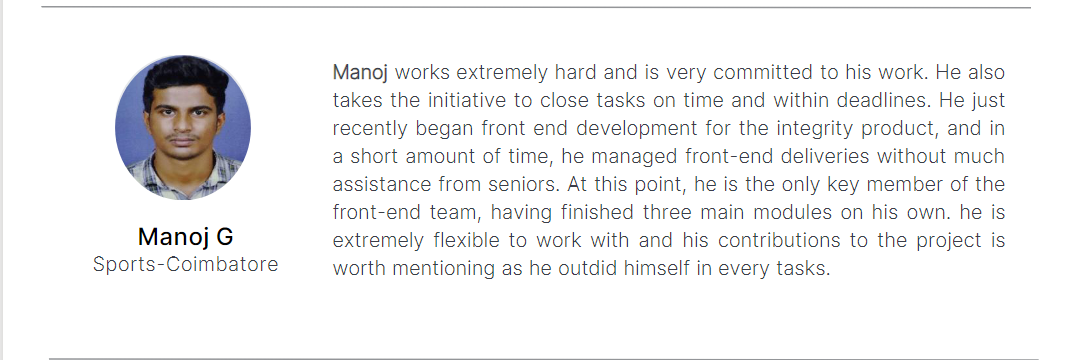 Manoj G
Sports-Coimbatore
Manoj works extremely hard and is very committed to his work. He also
takes the initiative to close tasks on time and within deadlines. He just
recently began front end development for the integrity product, and in
a short amount of time, he managed front-end deliveries without much
assistance from seniors. At this point, he is the only key member of the
front-end team, having finished three main modules on his own. he is
extremely flexible to work with and his contributions to the project is
worth mentioning as he outdid himself in every tasks.